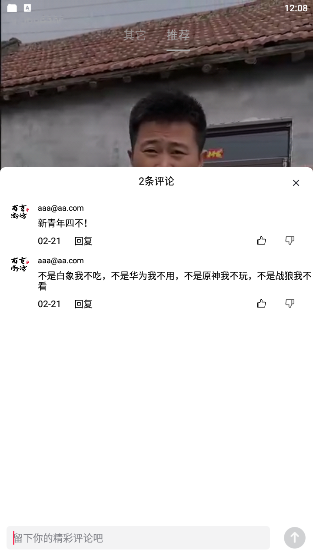 12:08
其它 推荐
2条评论
aaa@aa.com
新青年四不！
02-21 回复
aaa@aa.com
不是白象我不吃，不是华为我不用，不是原神我不玩，不是战狼我不
看
02-21 回复
留下你的精彩评论吧